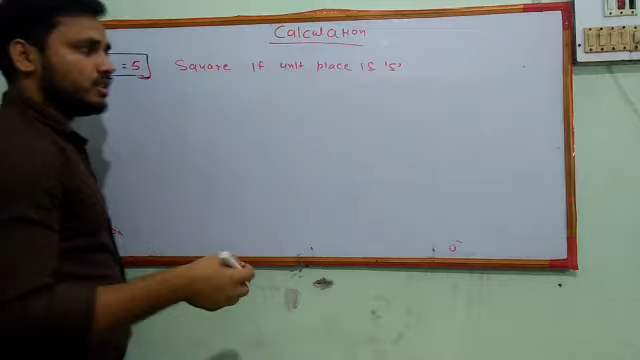 Calculation
= 5 Square if unit place is '5'